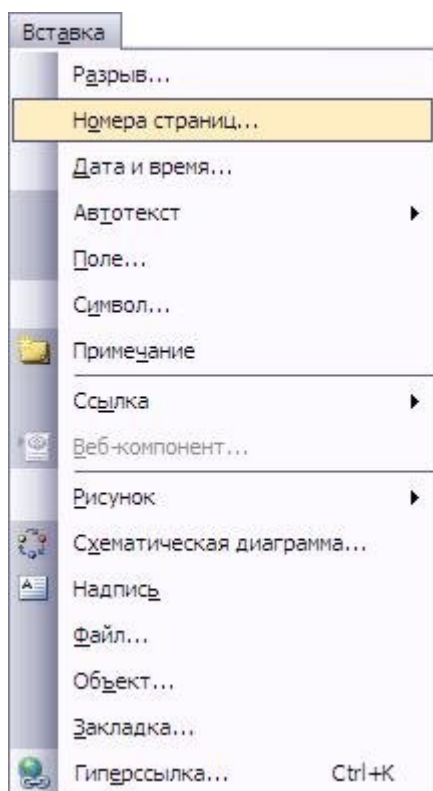 Вставка
Разрыв...
Номера страниц...
Дата и время...
Автотекст
Поле...
Символ...
Примечание
Ссылка
Веб-компонент...
Рисунок
Схематическая диаграмма...
Надпись
Файл...
Объект...
Закладка...
Гиперссылка... Ctrl+K